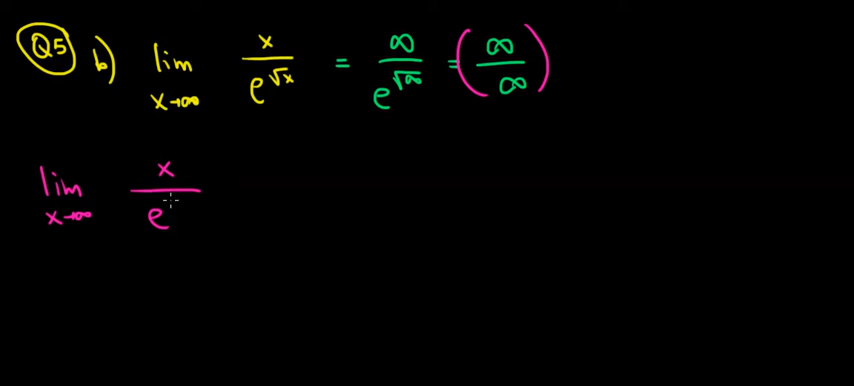 Q5 b) lim x→∞ x/e^√x = ∞/e^√∞ = (∞/∞)
lim x→∞ x/e